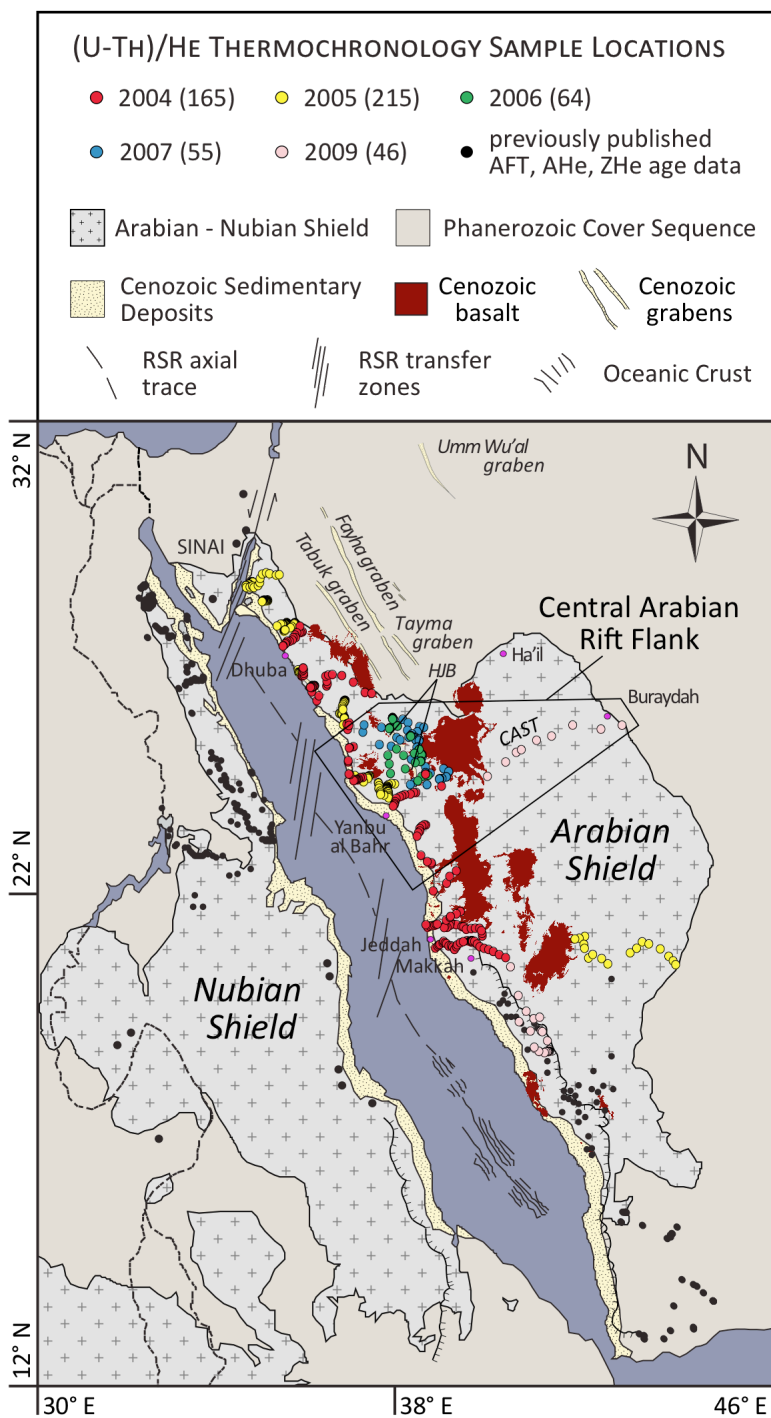 (U-Th)/He Thermochronology Sample Locations
2004 (165)
2005 (215)
2006 (64)
2007 (55)
2009 (46)
previously published
AFT, AHe, ZHe age data
Arabian - Nubian Shield
Phanerozoic Cover Sequence
Cenozoic Sedimentary
Deposits
Cenozoic
basalt
Cenozoic
grabens
RSR axial
trace
RSR transfer
zones
Oceanic Crust
32° N
Umm Wu'al
graben
N
SINAI
Fayha graben
Tabuk graben
Tayma
graben
Central Arabian
Rift Flank
Dhuba
HJB
Ha'il
Buraydah
CAST
Yanbu
al Bahr
Arabian
Shield
22° N
Jeddah
Makkah
Nubian
Shield
12° N
30° E
38° E
46° E